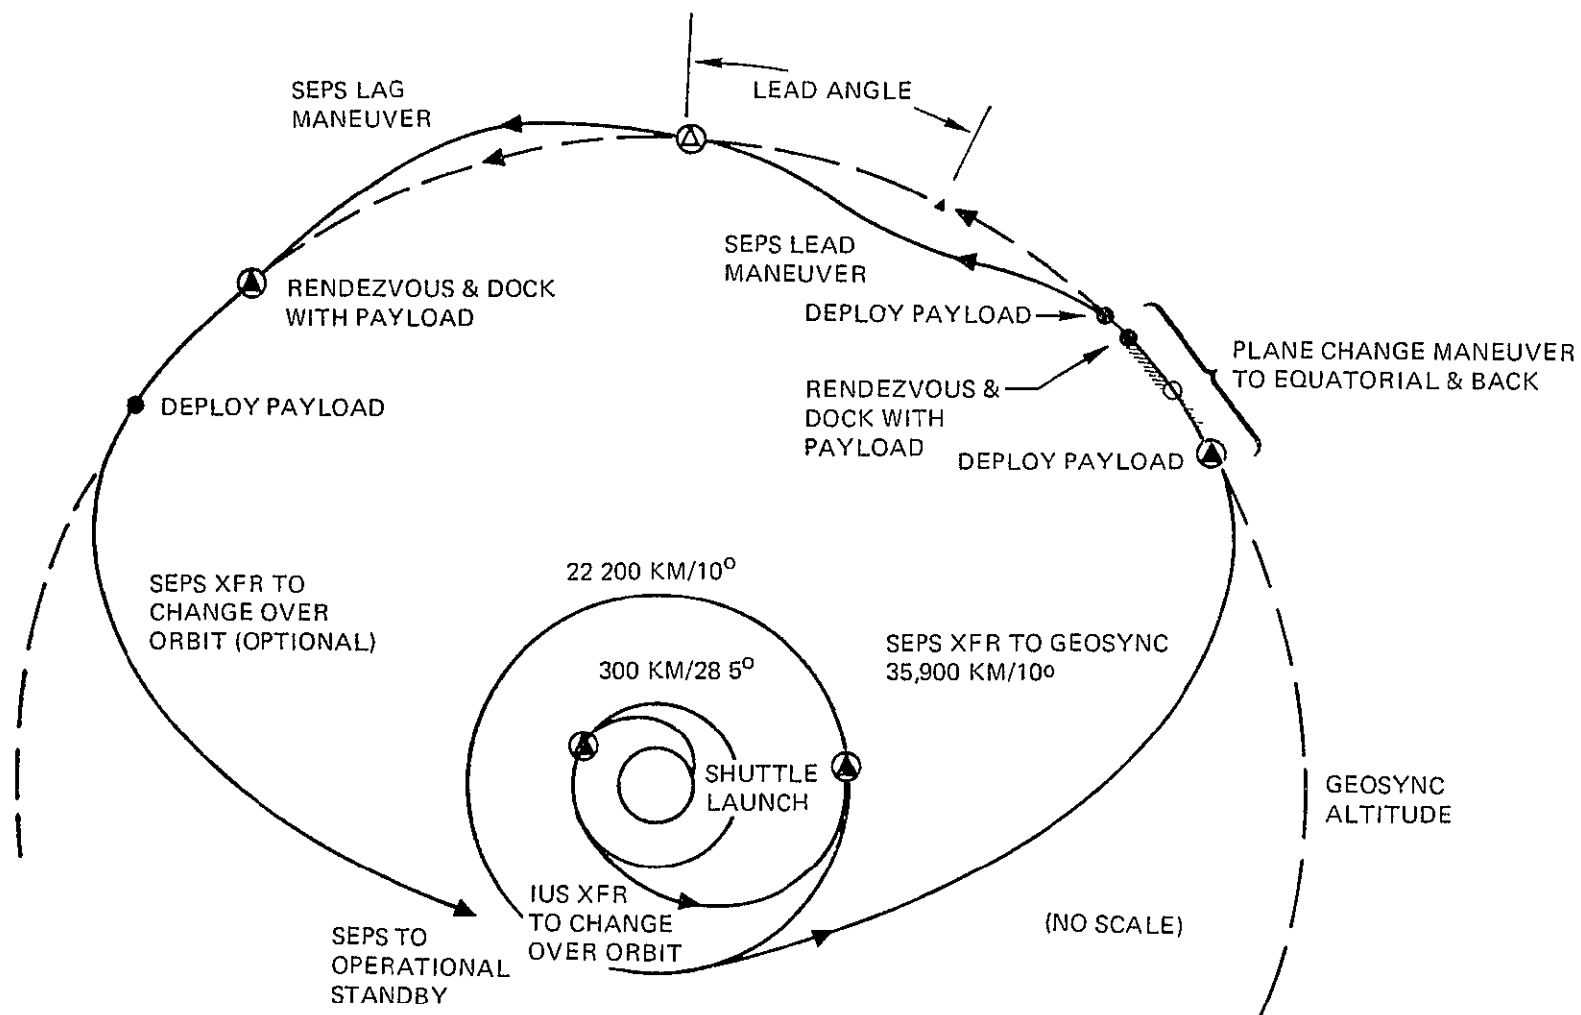 SEPS LAG
MANEUVER
LEAD ANGLE
SEPS LEAD
MANEUVER
RENDEZVOUS & DOCK
WITH PAYLOAD
DEPLOY PAYLOAD
PLANE CHANGE MANEUVER
TO EQUATORIAL & BACK
RENDEZVOUS &
DOCK WITH
PAYLOAD
DEPLOY PAYLOAD
DEPLOY PAYLOAD
SEPS XFR TO
CHANGE OVER
ORBIT (OPTIONAL)
22 200 KM/10°
300 KM/28 5°
SEPS XFR TO GEOSYNC
35,900 KM/10°
SHUTTLE
LAUNCH
GEOSYNC
ALTITUDE
IUS XFR
TO CHANGE
OVER ORBIT
(NO SCALE)
SEPS TO
OPERATIONAL
STANDBY